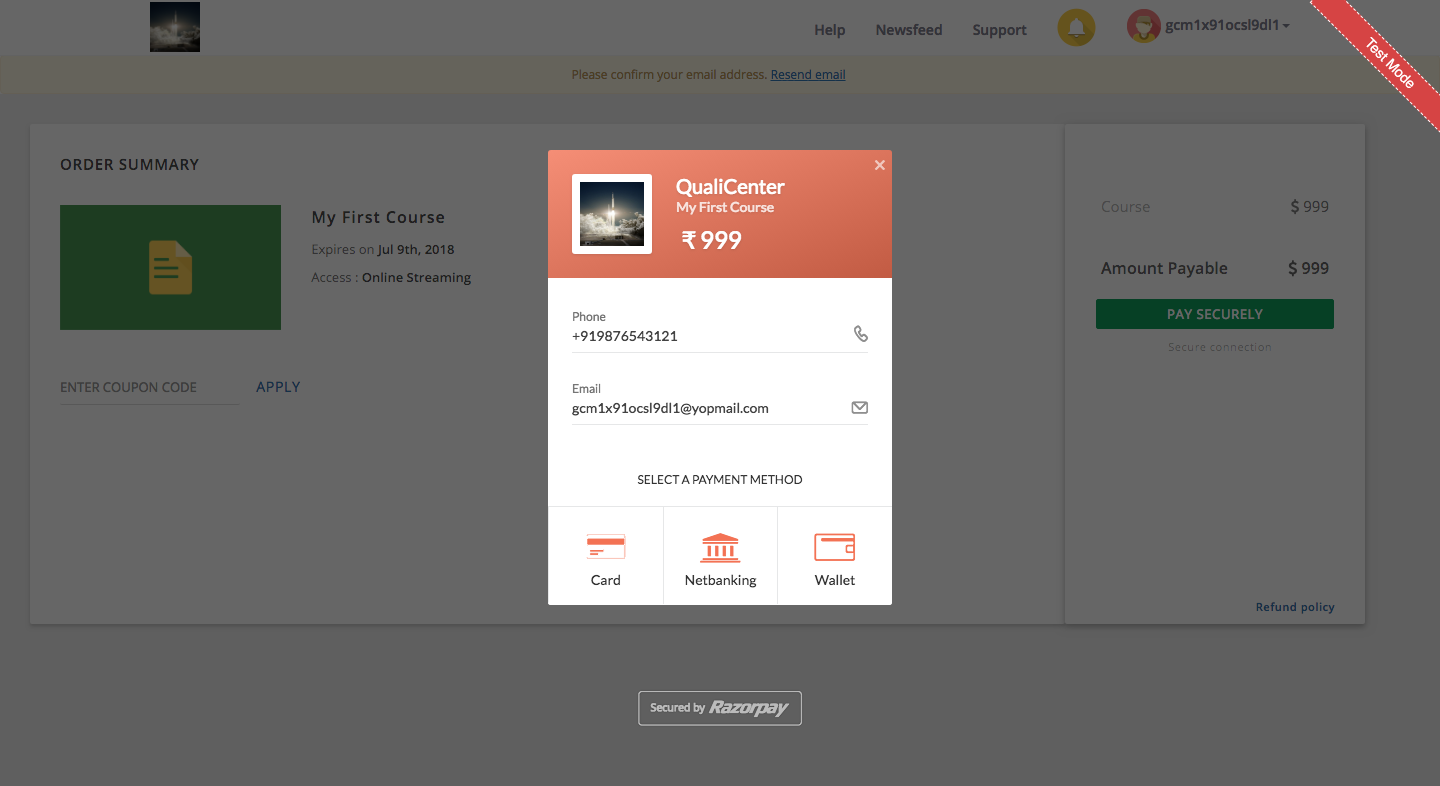 Help Newsfeed Support gcm1x91ocsl9dl1
Test Mode
Please confirm your email address. Resend email
ORDER SUMMARY
My First Course
Expires on Jul 9th, 2018
Access : Online Streaming
ENTER COUPON CODE APPLY
QualiCenter
My First Course
₹ 999
Phone
+919876543121
Email
gcm1x91ocsl9dl1@yopmail.com
SELECT A PAYMENT METHOD
Card Netbanking Wallet
Course $ 999
Amount Payable $ 999
PAY SECURELY
Secure connection
Refund policy
Secured by Razorpay